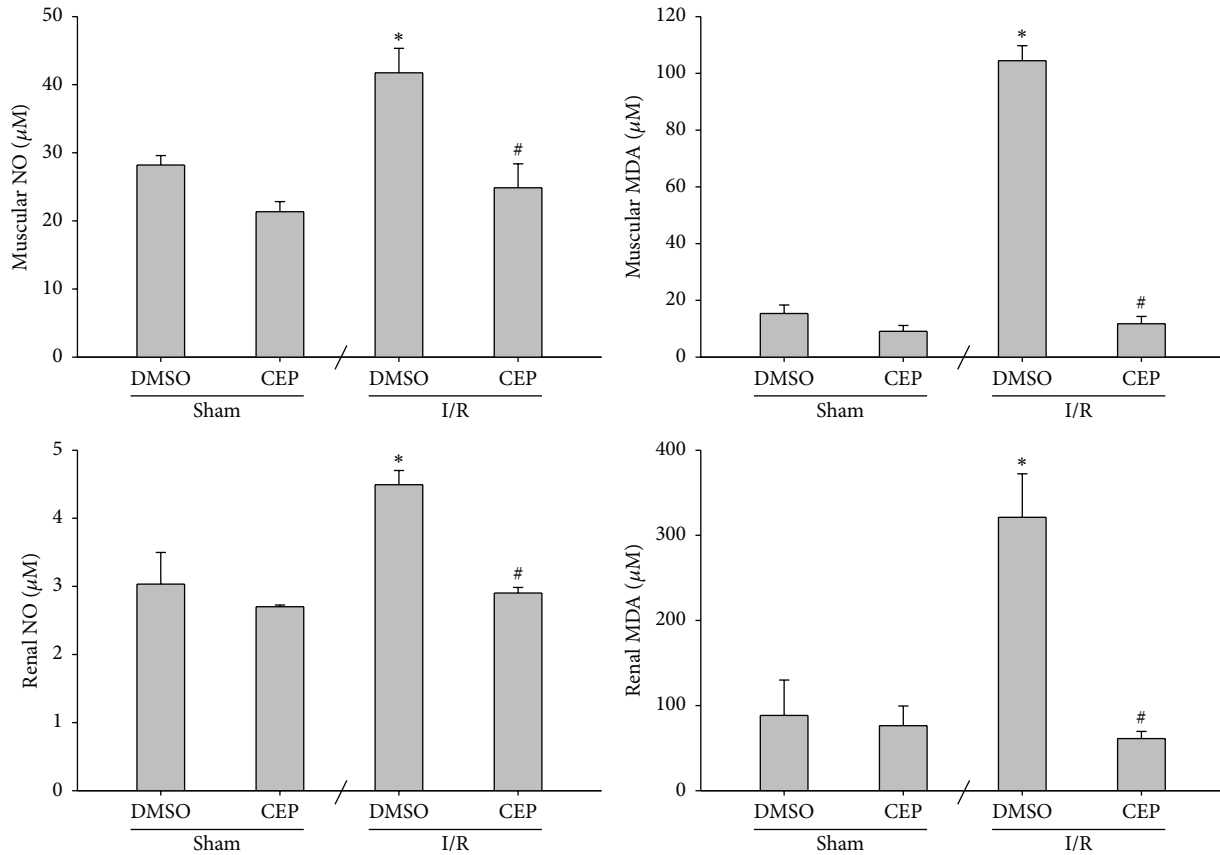 Muscular NO (μM)
50
40
30
20
10
0
*
#
DMSO CEP DMSO CEP
Sham I/R
Muscular MDA (μM)
120
100
80
60
40
20
0
*
#
DMSO CEP DMSO CEP
Sham I/R
Renal NO (μM)
5
4
3
2
1
0
*
#
DMSO CEP DMSO CEP
Sham I/R
Renal MDA (μM)
400
300
200
100
0
*
#
DMSO CEP DMSO CEP
Sham I/R